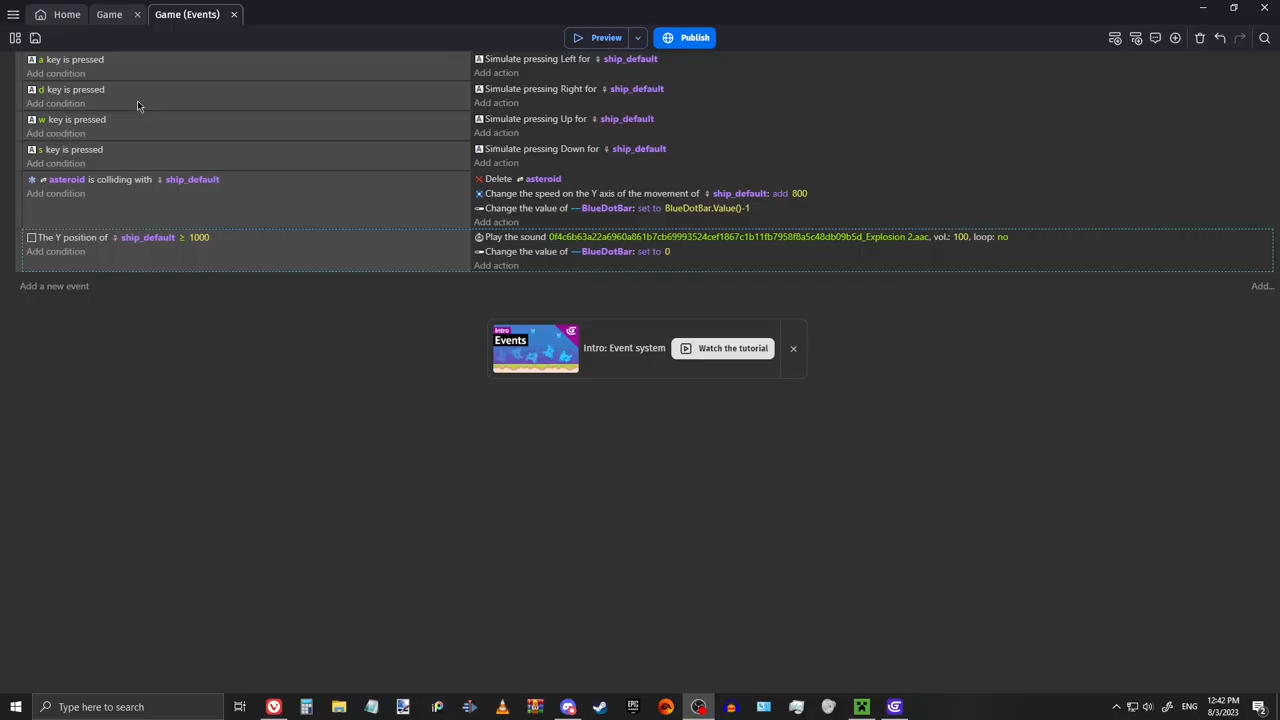 Home
Game
Game (Events)
Preview
Publish
a key is pressed
Simulate pressing Left for ship_default
Add condition
Add action
d key is pressed
Simulate pressing Right for ship_default
Add condition
Add action
w key is pressed
Simulate pressing Up for ship_default
Add condition
Add action
s key is pressed
Simulate pressing Down for ship_default
Add condition
Add action
asteroid is colliding with ship_default
Delete asteroid
Add condition
Change the speed on the Y axis of the movement of ship_default: add 800
Change the value of BlueDotBar: set to BlueDotBar.Value()-1
Add action
The Y position of ship_default ≥ 1000
Play the sound 0f4c6b63a22a6960a861b7cb69993524cef1867c1b11fb7958f8a5c48db09b5d_Explosion 2.aac, vol.: 100, loop: no
Add condition
Change the value of BlueDotBar: set to 0
Add action
Add a new event
Add...
Intro
Events
Intro: Event system
Watch the tutorial
Type here to search
ENG
12:42 PM
8/3/2023